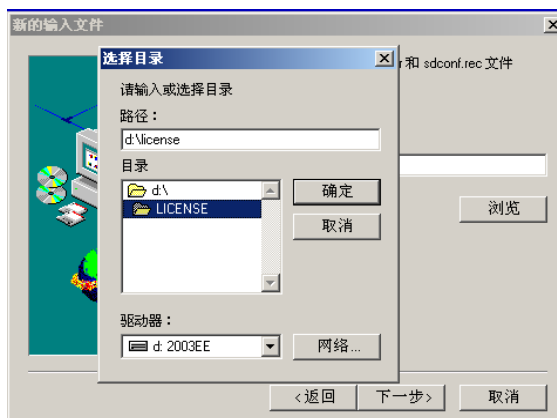 新的输入文件
选择目录
r 和 sdconf.rec 文件
请输入或选择目录
路径：
d:\license
目录
d:\
LICENSE
确定
取消
浏览
驱动器：
d: 2003EE
网络...
<返回
下一步>
取消